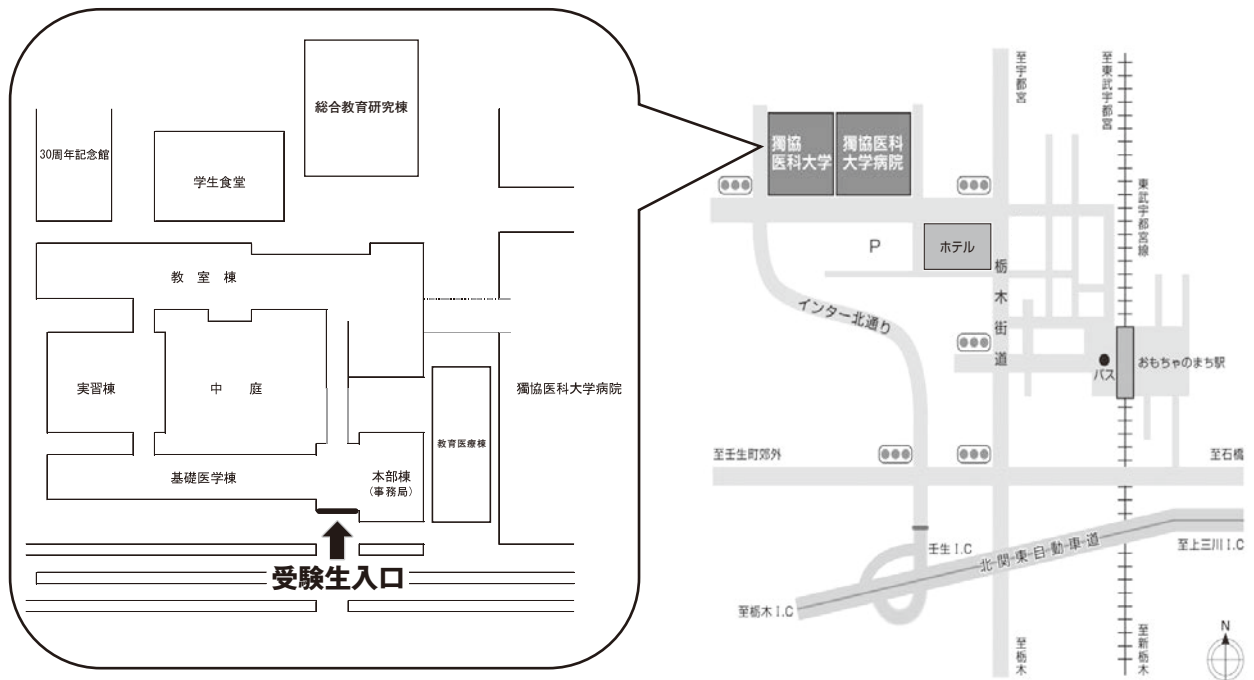 総合教育研究棟
30周年記念館
学生食堂
教室棟
実習棟
中庭
獨協医科大学病院
教育医療棟
基礎医学棟
本部棟
（事務局）
受験生入口
至宇都宮
至東武宇都宮
獨協
医科大学
獨協医科
大学病院
東武宇都宮線
P
ホテル
栃木街道
インター北通り
バス
おもちゃのまち駅
至壬生町郊外
至石橋
壬生 I.C
北関東自動車道
至上三川 I.C
至栃木 I.C
至栃木
至新栃木
N